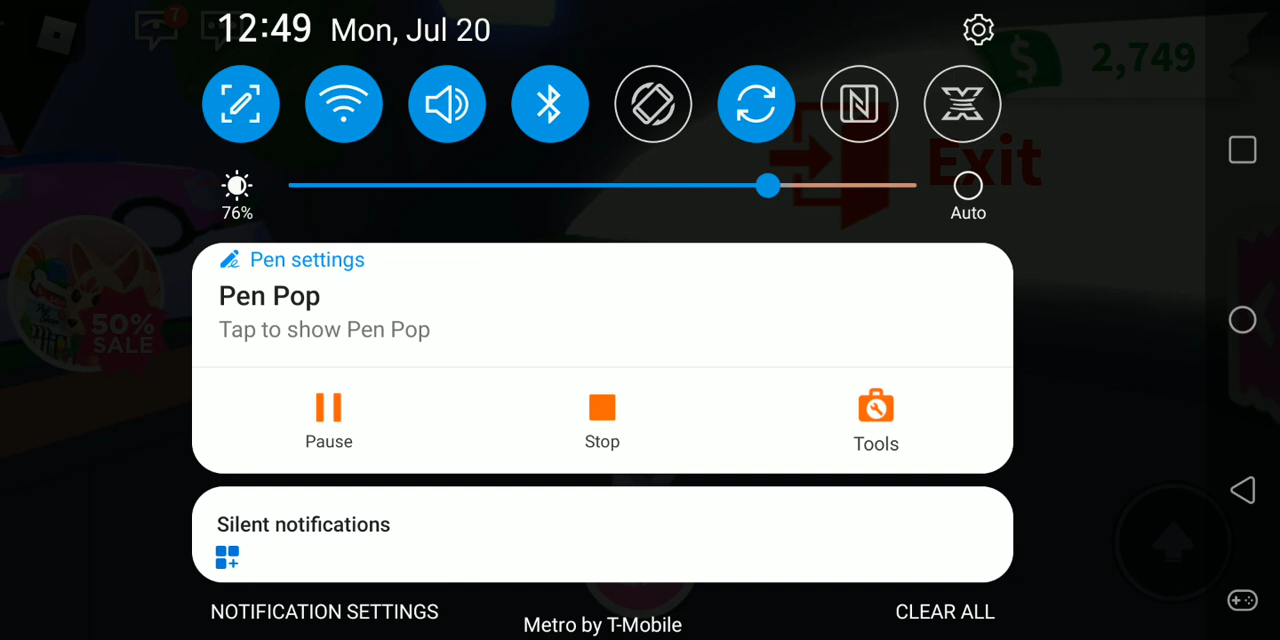 7
12:49 Mon, Jul 20
2,749
Exit
76%
Auto
50%
SALE
Pen settings
Pen Pop
Tap to show Pen Pop
Pause
Stop
Tools
Silent notifications
NOTIFICATION SETTINGS
CLEAR ALL
Metro by T-Mobile